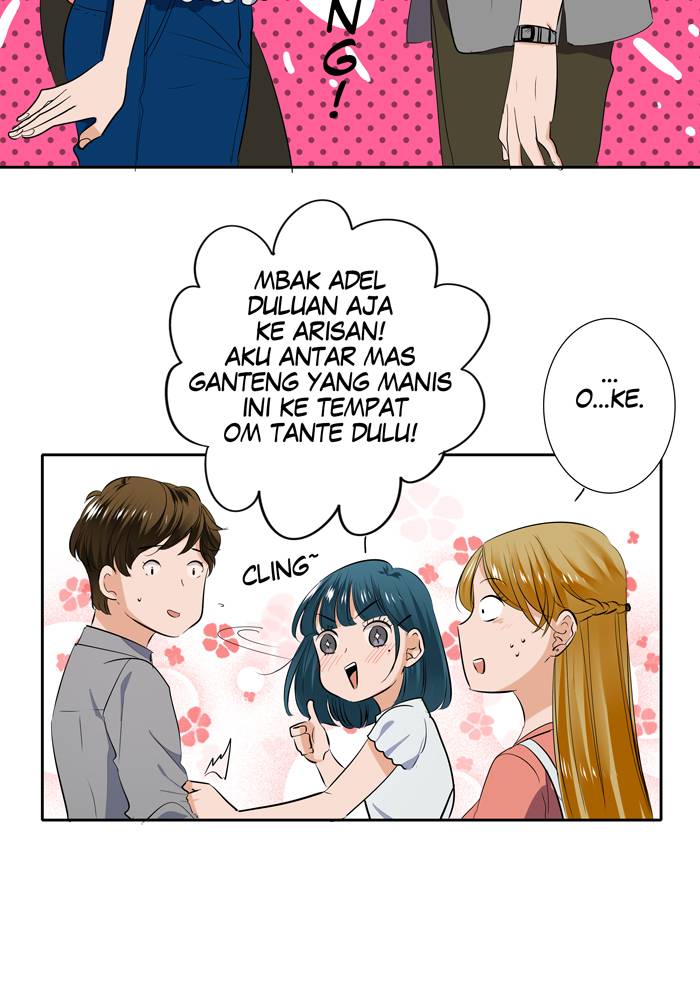 NG!
MBAK ADEL
DULUAN AJA
KE ARISAN!
AKU ANTAR MAS
GANTENG YANG MANIS
INI KE TEMPAT
OM TANTE DULU!
...
O...KE.
CLING~